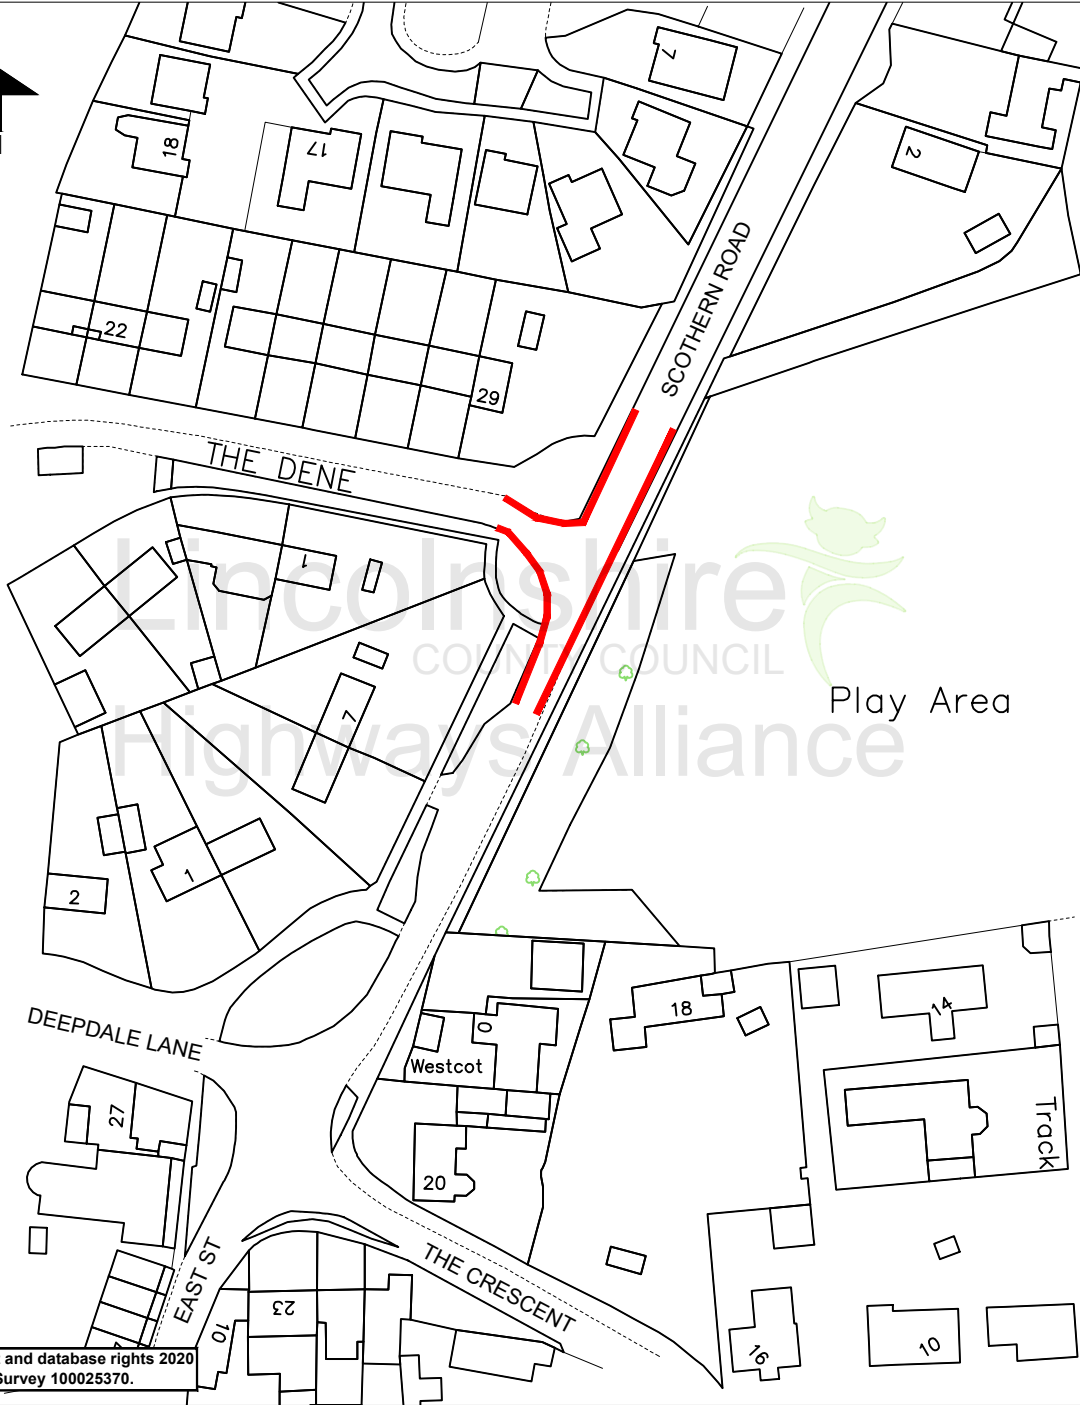 7
2
18
17
SCOTHERN ROAD
22
29
THE DENE
1
Lincolnshire
COUNTY COUNCIL
Highways Alliance
Play Area
7
1
2
DEEPDALE LANE
18
14
0
Westcot
27
Track
20
EAST ST
THE CRESCENT
23
10
16
10
and database rights 2020
Survey 100025370.